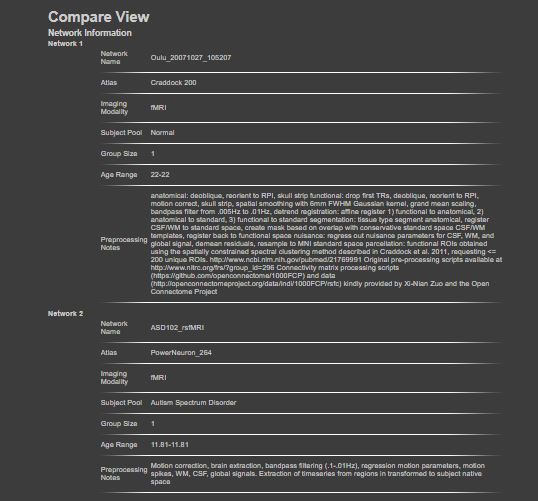 Compare View
Network Information
Network 1
Network Name
Oulu_20071027_105207
Atlas
Craddock 200
Imaging Modality
fMRI
Subject Pool
Normal
Group Size
1
Age Range
22-22
Preprocessing Notes
anatomical: deoblique, reorient to RPI, skull strip functional: drop first TRs, deoblique, reorient to RPI,
motion correct, skull strip, spatial smoothing with 6mm FWHM Gaussian kernel, grand mean scaling,
bandpass filter from .005Hz to .01Hz, detrend registration: affine register 1) functional to anatomical, 2)
anatomical to standard, 3) functional to standard segmentation: tissue type segment anatomical, register
CSF/WM to standard space, create mask based on overlap with conservative standard space CSF/WM
templates, register back to functional space nuisance: regress out nuisance parameters for CSF, WM, and
global signal, demean residuals, resample to MNI standard space parcellation: functional ROIs obtained
using the spatially constrained spectral clustering method described in Craddock et al. 2011, requesting <=
200 unique ROIs. http://www.ncbi.nlm.nih.gov/pubmed/21769991 Original pre-processing scripts available at
http://www.nitrc.org/frs/?group_id=296 Connectivity matrix processing scripts
(https://github.com/openconnectome/1000FCP) and data
(http://openconnectomeproject.org/data/indi/1000FCP/rsfc) kindly provided by Xi-Nian Zuo and the Open
Connectome Project
Network 2
Network Name
ASD102_rsfMRI
Atlas
PowerNeuron_264
Imaging Modality
fMRI
Subject Pool
Autism Spectrum Disorder
Group Size
1
Age Range
11.81-11.81
Preprocessing Notes
Motion correction, brain extraction, bandpass filtering (.1-.01Hz), regression motion parameters, motion
spikes, WM, CSF, global signals. Extraction of timeseries from regions in transformed to subject native
space